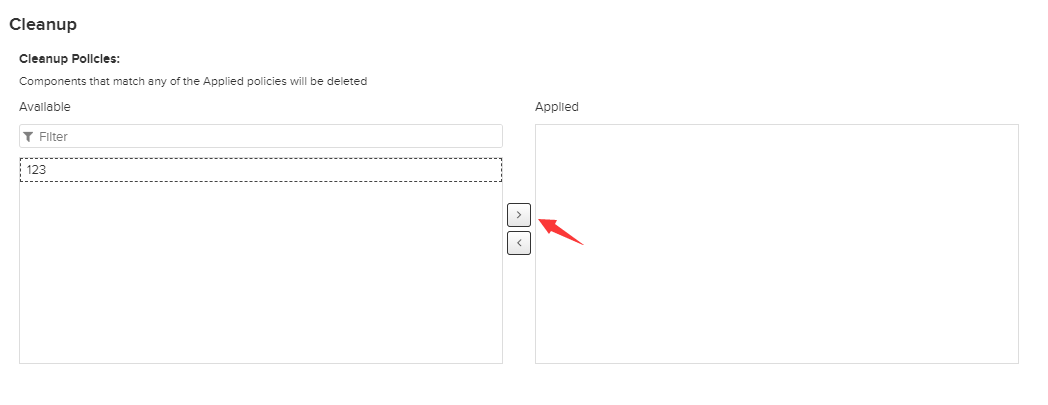 Cleanup
Cleanup Policies:
Components that match any of the Applied policies will be deleted
Available
Applied
Filter
123
>
<